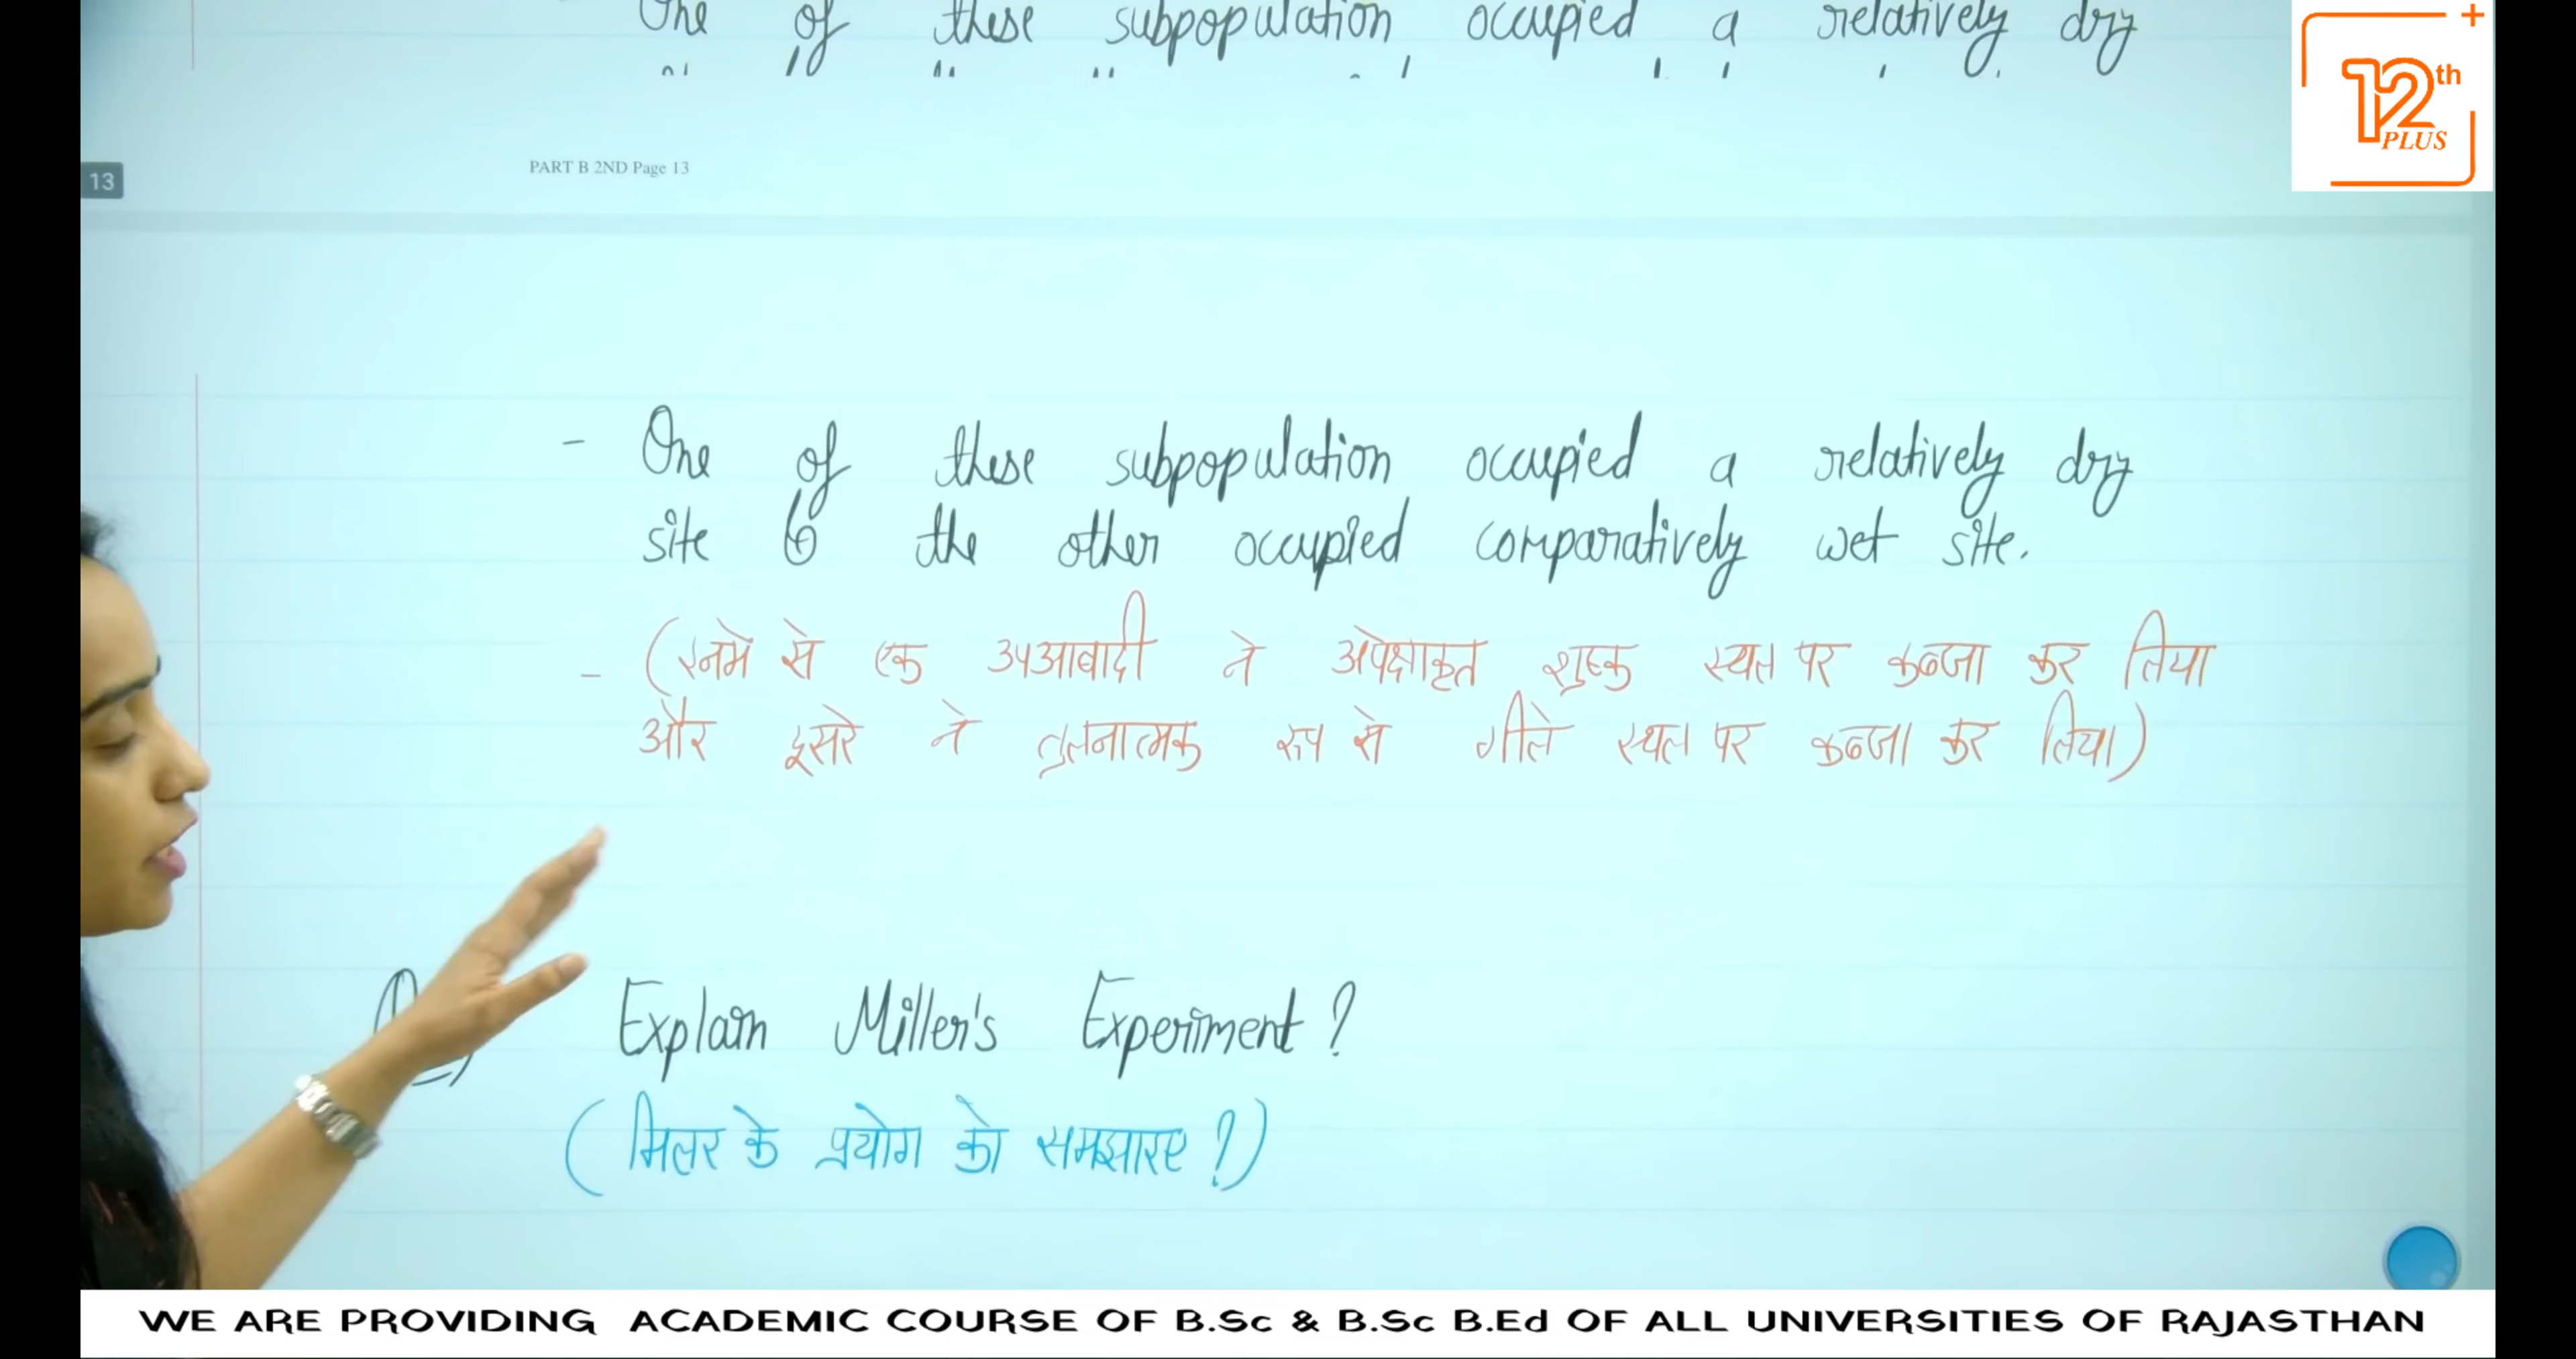 One of these subpopulation occupied a relatively dry
12th
PLUS
13
PART B 2ND Page 13
- One of these subpopulation occupied a relatively dry
site & the other occupied comparatively wet site.
- (इनमें से एक उपआबादी ने अपेक्षाकृत शुष्क स्थल पर कब्जा कर लिया
और दूसरे ने तुलनात्मक रूप से गीले स्थल पर कब्जा कर लिया)
Explain Miller's Experiment?
(मिलर के प्रयोग को समझाइए?)
WE ARE PROVIDING ACADEMIC COURSE OF B.Sc & B.Sc B.Ed OF ALL UNIVERSITIES OF RAJASTHAN